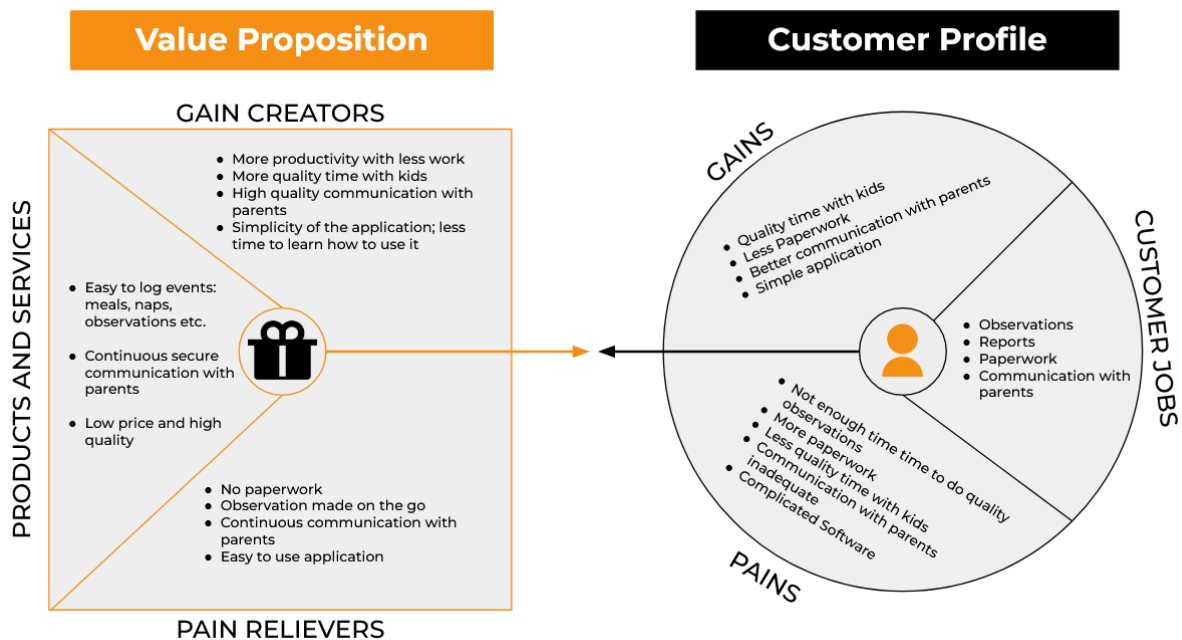 Value Proposition
Customer Profile
GAIN CREATORS
• More productivity with less work
• More quality time with kids
• High quality communication with
parents
• Simplicity of the application; less
time to learn how to use it
PRODUCTS AND SERVICES
• Easy to log events:
meals, naps,
observations etc.
• Continuous secure
communication with
parents
• Low price and high
quality
• No paperwork
• Observation made on the go
• Continuous communication with
parents
• Easy to use application
PAIN RELIEVERS
GAINS
• Quality time with kids
• Less Paperwork
• Better communication with parents
• Simple application
CUSTOMER JOBS
• Observations
• Reports
• Paperwork
• Communication with
parents
• Not enough time time to do quality
observations
• More paperwork
• Less quality time with kids
• Communication with parents
inadequate
• Complicated Software
PAINS